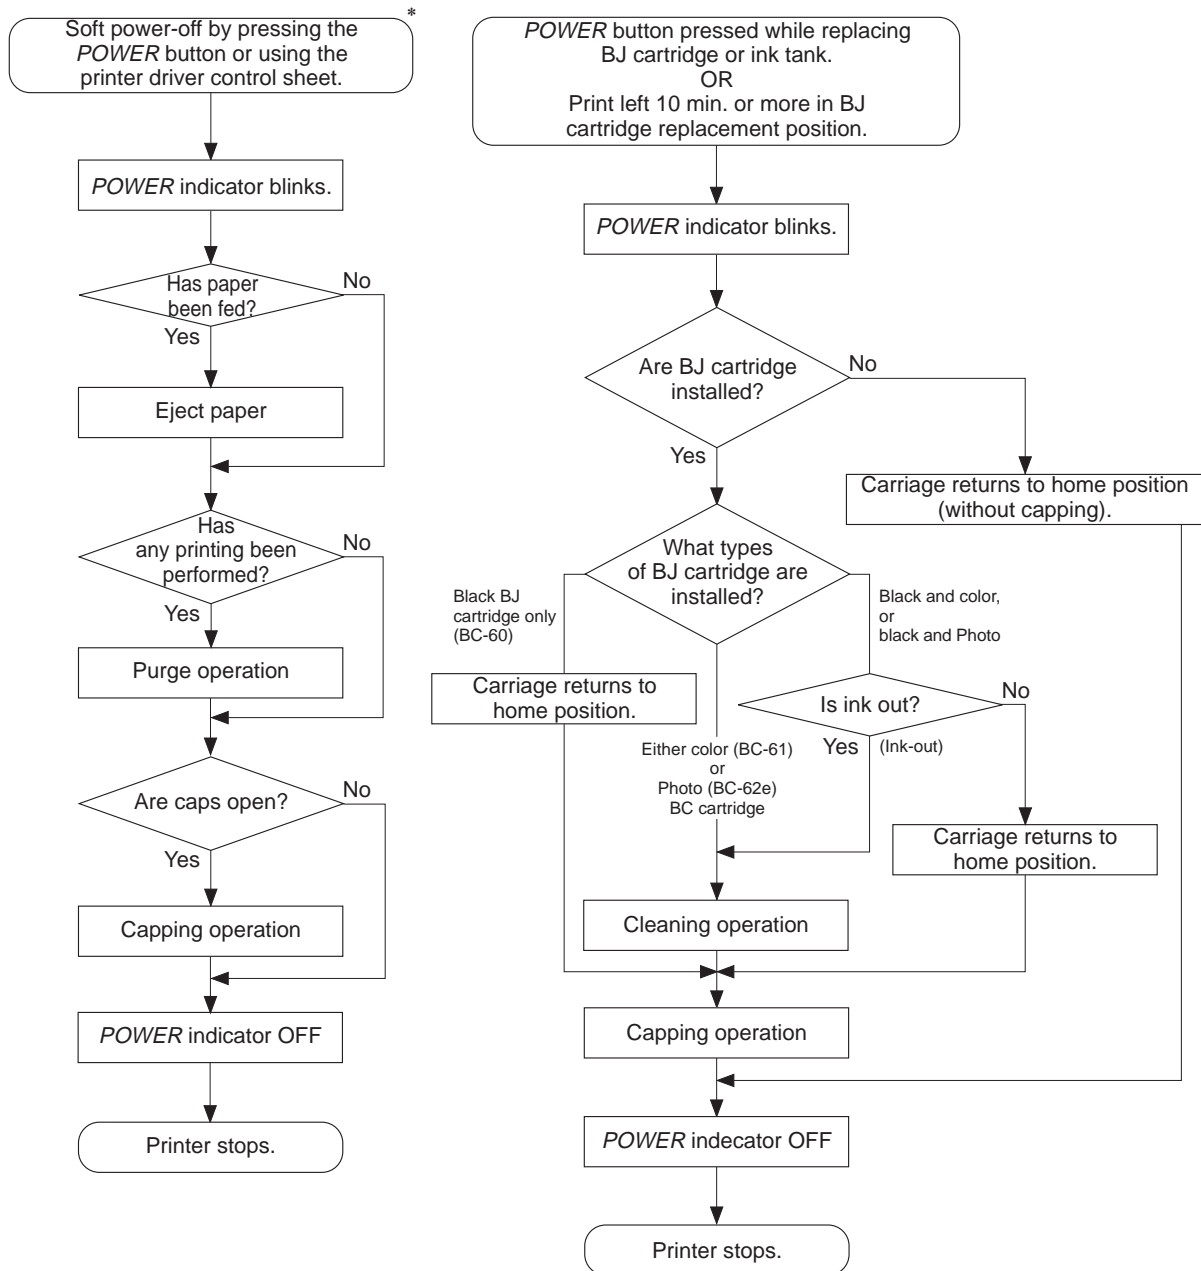 *
Soft power-off by pressing the
POWER button or using the
printer driver control sheet.
POWER indicator blinks.
Has paper
been fed?
No
Yes
Eject paper
Has
any printing been
performed?
No
Yes
Purge operation
Are caps open?
No
Yes
Capping operation
POWER indicator OFF
Printer stops.
POWER button pressed while replacing
BJ cartridge or ink tank.
OR
Print left 10 min. or more in BJ
cartridge replacement position.
POWER indicator blinks.
Are BJ cartridge
installed?
No
Yes
Carriage returns to home position
(without capping).
What types
of BJ cartridge are
installed?
Black BJ
cartridge only
(BC-60)
Black and color,
or
black and Photo
Carriage returns to
home position.
Is ink out?
No
Yes
(Ink-out)
Either color (BC-61)
or
Photo (BC-62e)
BC cartridge
Carriage returns to
home position.
Cleaning operation
Capping operation
POWER indecator OFF
Printer stops.